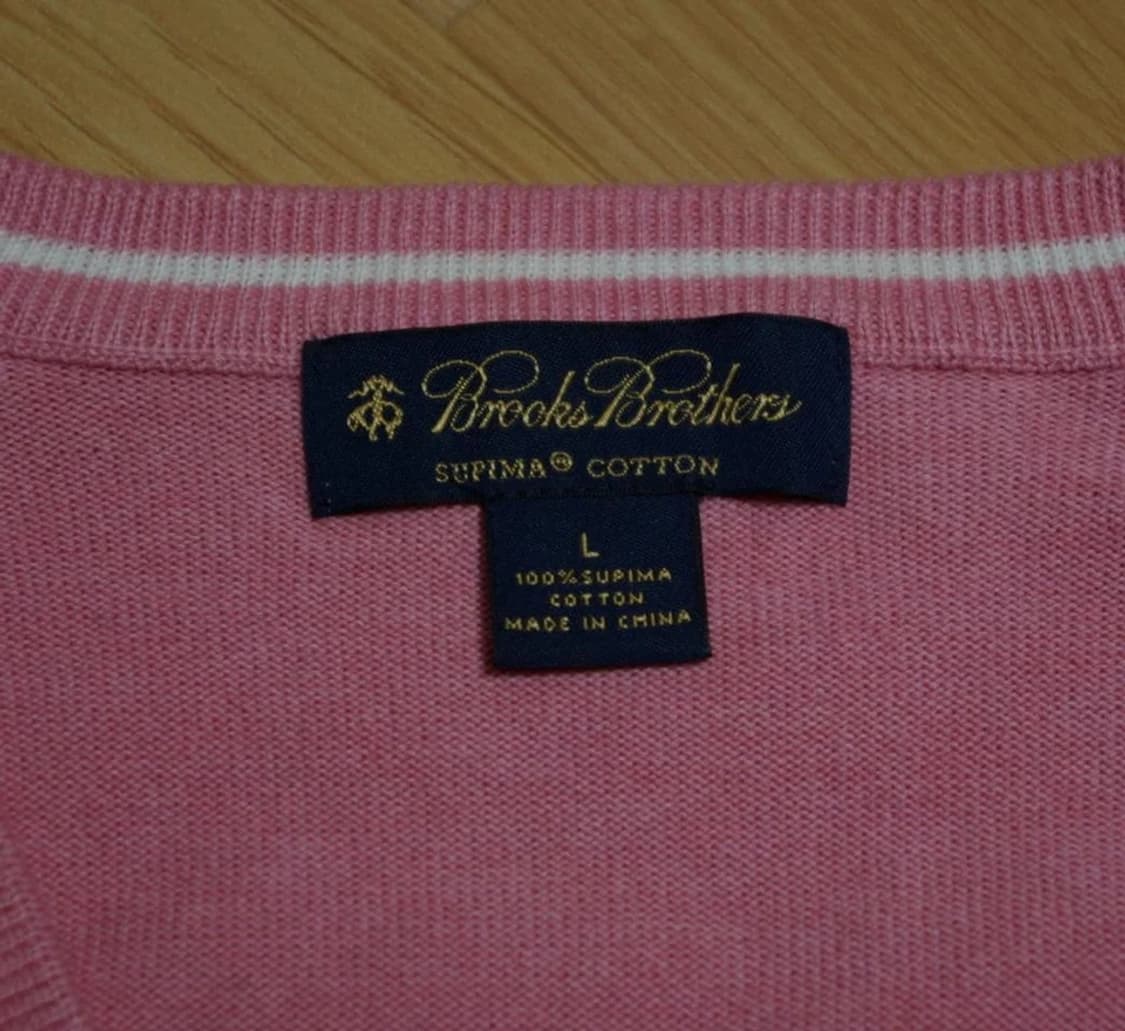 Brooks Brothers
SUPIMA® COTTON
L
100% SUPIMA
COTTON
MADE IN CHINA